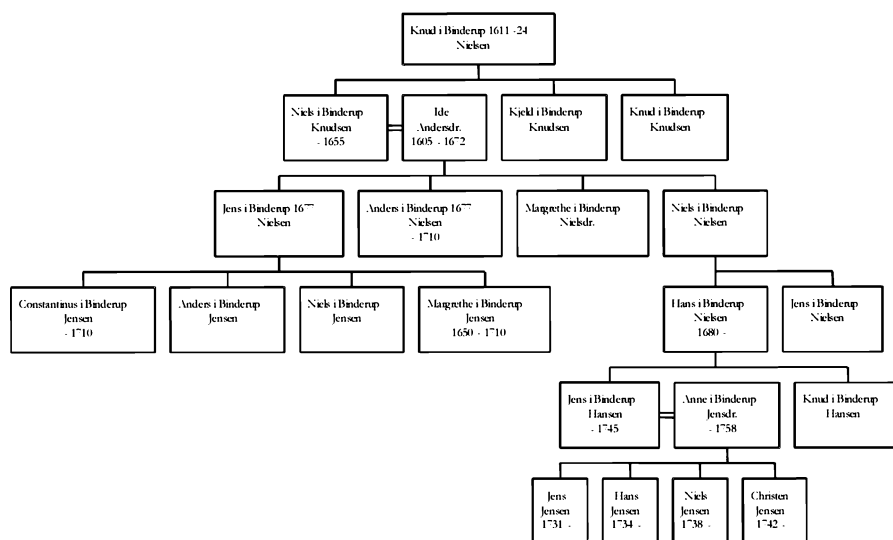 Knud i Binderup 1611 -24
Nielsen
Niels i Binderup
Knudsen
- 1655
Ide
Andersdr.
1605 - 1672
Kjeld i Binderup
Knudsen
Knud i Binderup
Knudsen
Jens i Binderup 1677
Nielsen
Anders i Binderup 1677
Nielsen
- 1710
Margrethe i Binderup
Nielsdr.
Niels i Binderup
Nielsen
Constantinus i Binderup
Jensen
- 1710
Anders i Binderup
Jensen
Niels i Binderup
Jensen
Margrethe i Binderup
Jensen
1650 - 1710
Hans i Binderup
Nielsen
1680 -
Jens i Binderup
Nielsen
Jens i Binderup
Hansen
- 1745
Anne i Binderup
Jensdr.
- 1758
Knud i Binderup
Hansen
Jens
Jensen
1731 -
Hans
Jensen
1734 -
Niels
Jensen
1738 -
Christen
Jensen
1742 -